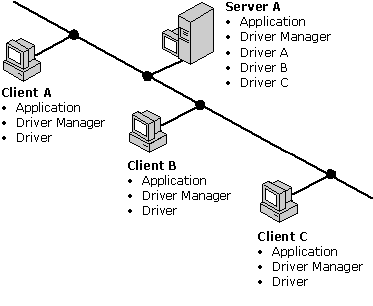 Server A
• Application
• Driver Manager
• Driver A
• Driver B
• Driver C
Client A
• Application
• Driver Manager
• Driver
Client B
• Application
• Driver Manager
• Driver
Client C
• Application
• Driver Manager
• Driver